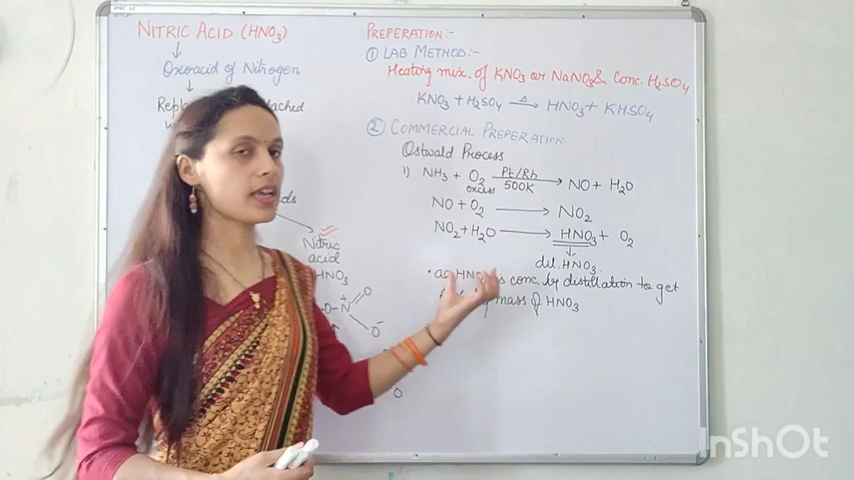 NITRIC ACID (HNO3)
↓
Oxoacid of Nitrogen
↓
attached
Nitric
acid
HNO3
O-N+
O
O-
O
PREPERATION:-
① LAB METHOD:-
Heating mix. of KNO3 or NaNO3 & Conc. H2SO4
KNO3 + H2SO4 —Δ→ HNO3 + KHSO4
② COMMERCIAL PREPERATION
Ostwald Process
1) NH3 + O2 —Pt/Rh→ NO + H2O
excess 500K
NO + O2 → NO2
NO2 + H2O → HNO3 + O2
↓
dil. HNO3.
• aq HNO conc. by distillation to get
mass of HNO3
InShOt